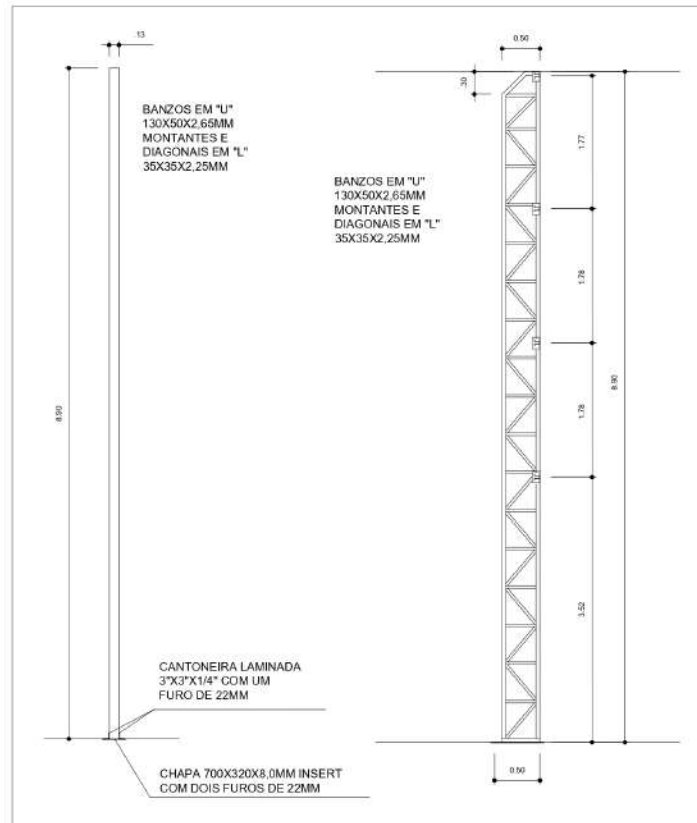 .13
0.50
.30
BANZOS EM "U"
130X50X2,65MM
MONTANTES E
DIAGONAIS EM "L"
35X35X2,25MM
1.77
BANZOS EM "U"
130X50X2,65MM
MONTANTES E
DIAGONAIS EM "L"
35X35X2,25MM
1.78
8.90
8.90
1.78
3.52
CANTONEIRA LAMINADA
3"X3"X1/4" COM UM
FURO DE 22MM
CHAPA 700X320X8,0MM INSERT
COM DOIS FUROS DE 22MM
0.50